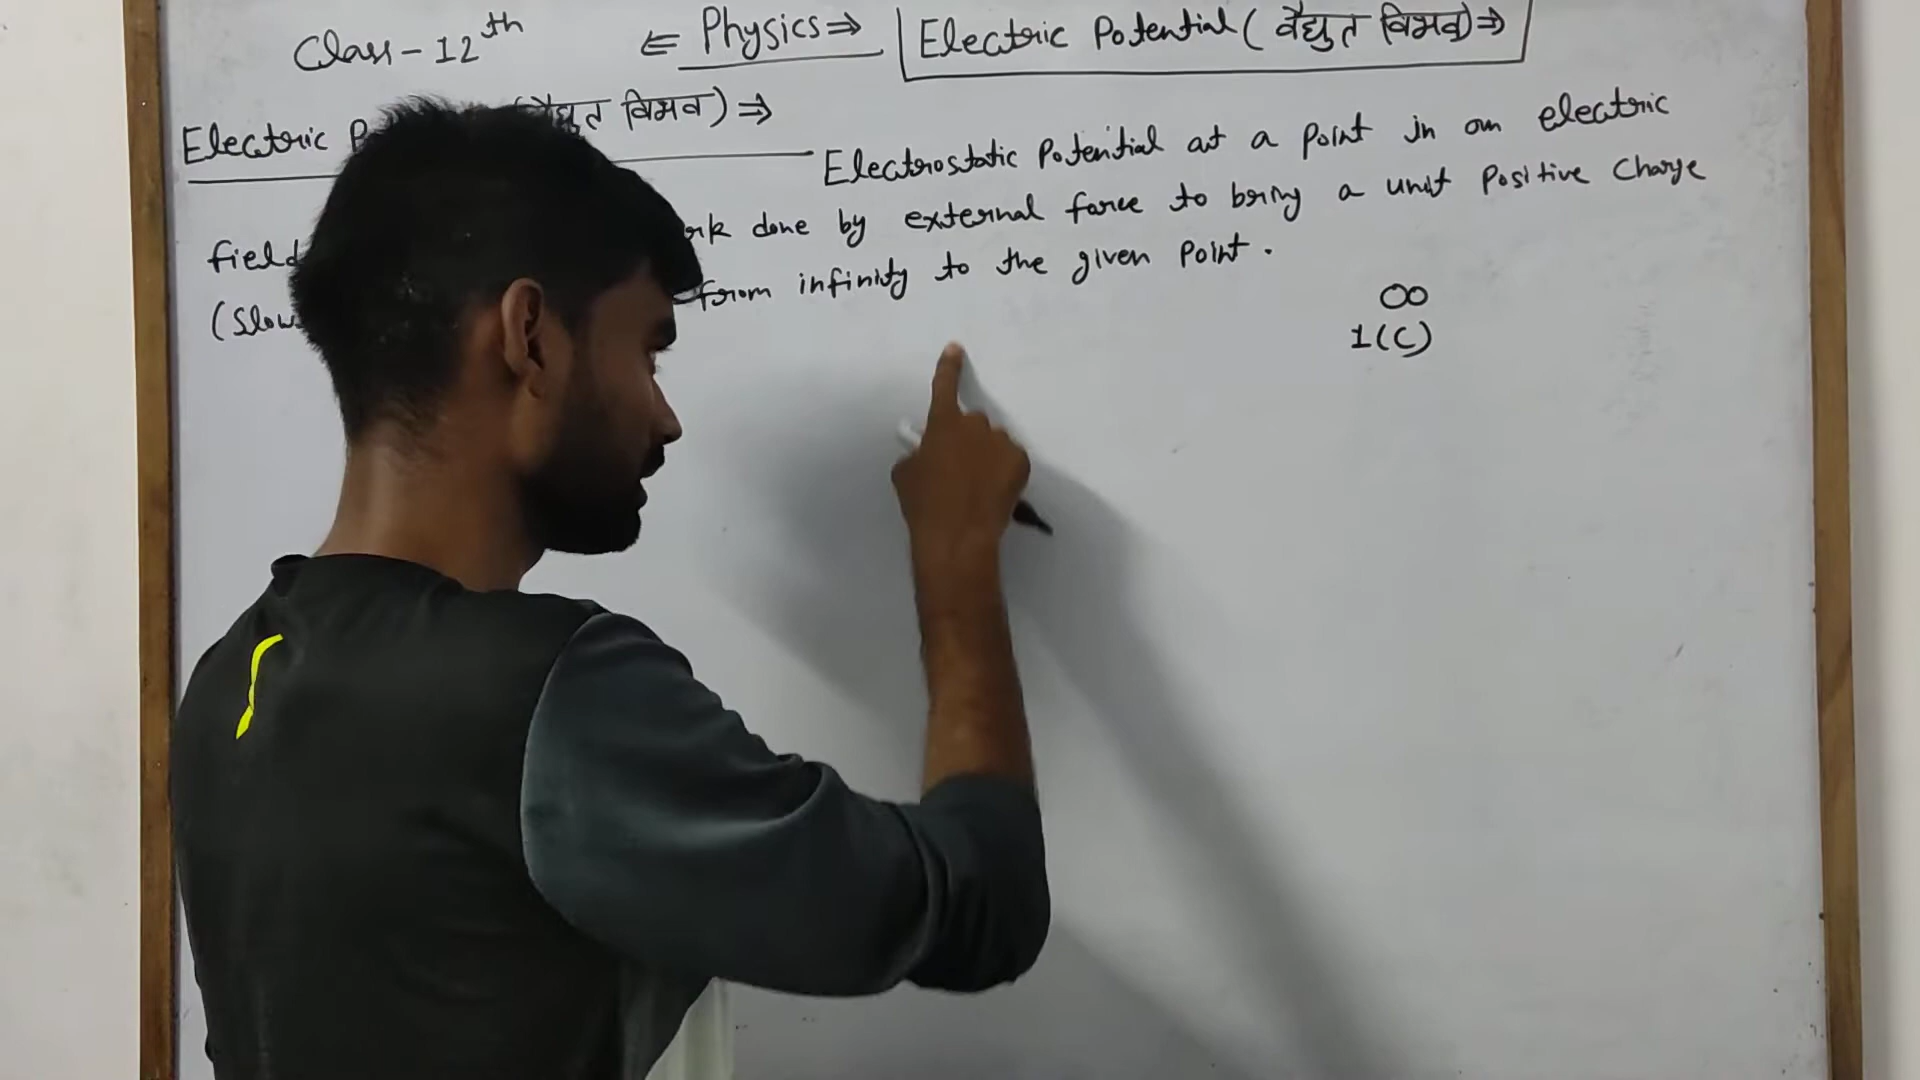 Class-12th ⇐ Physics⇒ Electric Potential (वैद्युत विभव)⇒
Electric विभव)⇒
Electrostatic Potential at a point in an electric
field done by external force to bring a unit Positive Charge
(Slow from infinity to the given Point.
∞
1(C)